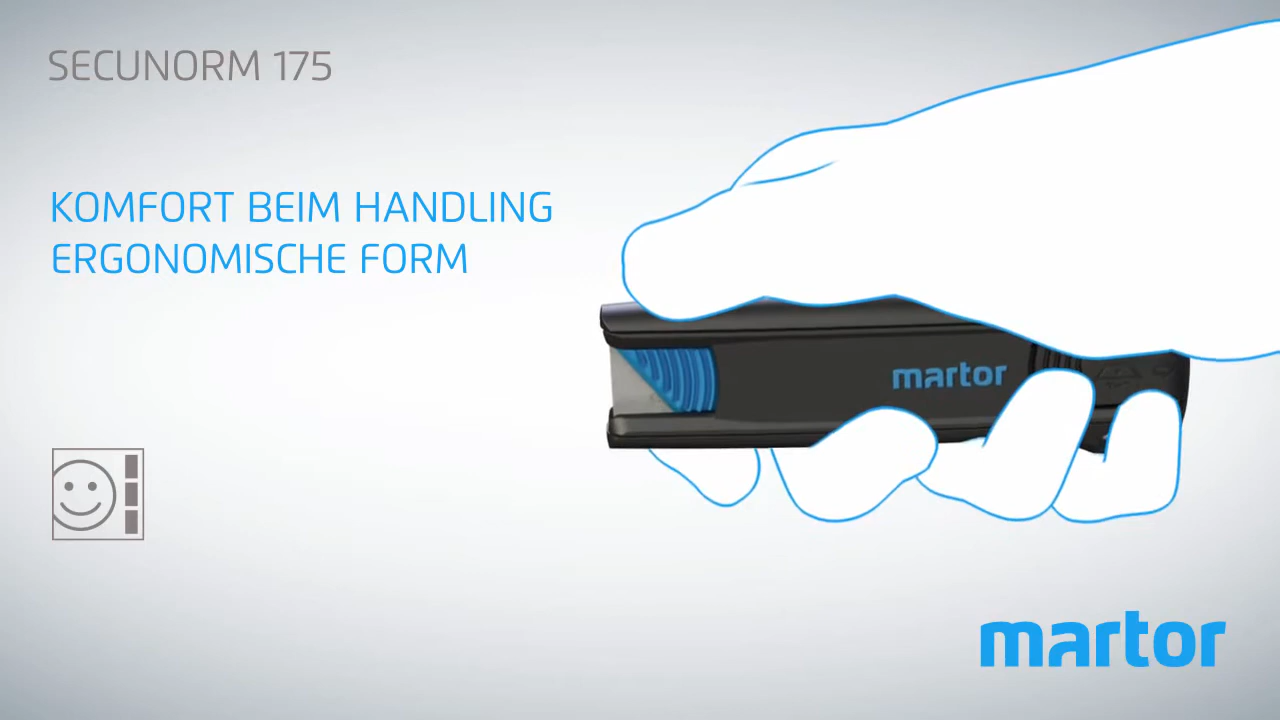 SECUNORM 175
KOMFORT BEIM HANDLING
ERGONOMISCHE FORM
martor
martor